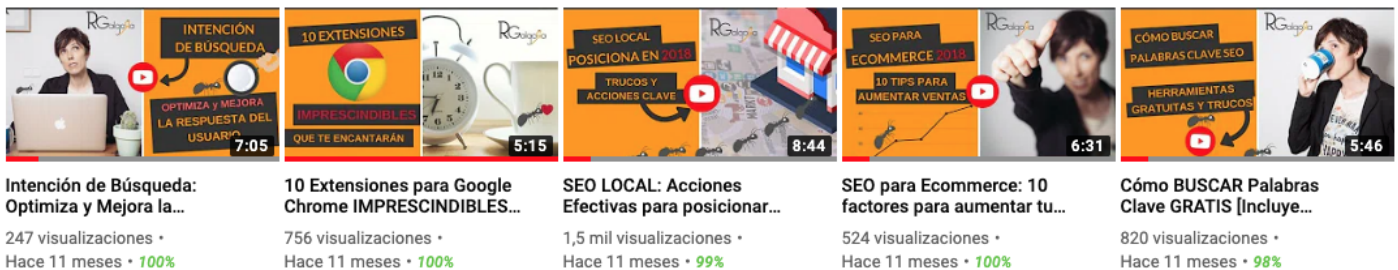 RGalgoria
INTENCIÓN
DE BÚSQUEDA
OPTIMIZA y MEJORA
LA RESPUESTA DEL
USUARIO
7:05
Intención de Búsqueda:
Optimiza y Mejora la...
247 visualizaciones •
Hace 11 meses • 100%
10 EXTENSIONES
IMPRESCINDIBLES
QUE TE ENCANTARÁN
5:15
10 Extensiones para Google
Chrome IMPRESCINDIBLES...
756 visualizaciones •
Hace 11 meses • 100%
SEO LOCAL
POSICIONA EN 2018
TRUCOS Y
ACCIONES CLAVE
8:44
SEO LOCAL: Acciones
Efectivas para posicionar...
1,5 mil visualizaciones •
Hace 11 meses • 99%
SEO PARA
ECOMMERCE 2018
10 TIPS PARA
AUMENTAR VENTAS
6:31
SEO para Ecommerce: 10
factores para aumentar tu...
524 visualizaciones •
Hace 11 meses • 100%
CÓMO BUSCAR
PALABRAS CLAVE SEO
HERRAMIENTAS
GRATUITAS Y TRUCOS
5:46
Cómo BUSCAR Palabras
Clave GRATIS [Incluye...
820 visualizaciones •
Hace 11 meses • 98%